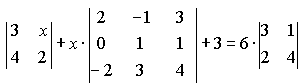 |3 x; 4 2| + x · |2 −1 3; 0 1 1; −2 3 4| + 3 = 6 · |3 1; 2 4|